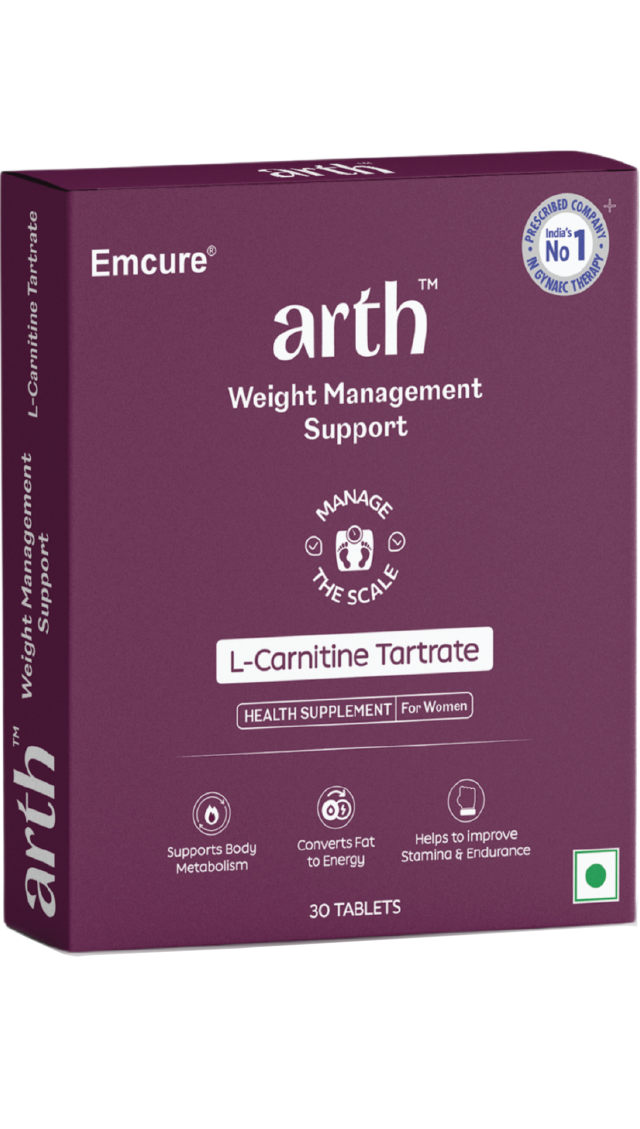 arth™
Emcure®
PRESCRIBED COMPANY
India's
No 1
IN GYNAEC THERAPY
arth™
Weight Management
Support
MANAGE
THE SCALE
L-Carnitine Tartrate
HEALTH SUPPLEMENT For Women
Supports Body
Metabolism
Converts Fat
to Energy
Helps to improve
Stamina & Endurance
30 TABLETS
arth™
Weight Management
Support
L-Carnitine Tartrate